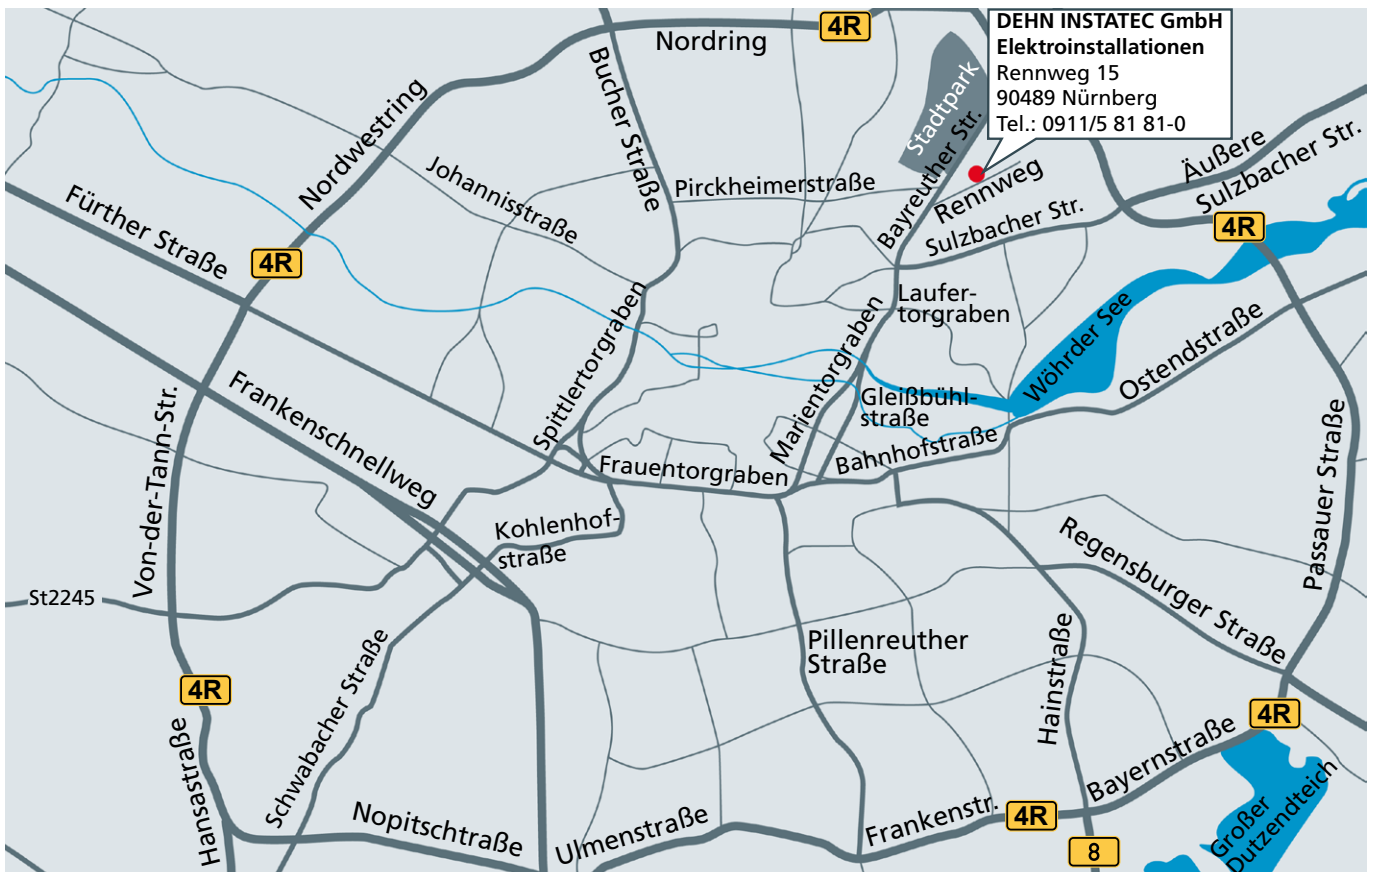 DEHN INSTATEC GmbH
Elektroinstallationen
Rennweg 15
90489 Nürnberg
Tel.: 0911/5 81 81-0
4R
Nordring
Bucher Straße
Nordwestring
Stadtpark
Bayreuther Str.
Rennweg
Äußere
Sulzbacher Str.
4R
Johannisstraße
Pirckheimerstraße
Sulzbacher Str.
Fürther Straße
4R
Laufer-
torgraben
Wöhrder See
Spittlertorgraben
Marientorgraben
Gleißbühl-
straße
Ostendstraße
Frankenschnellweg
Von-der-Tann-Str.
Frauentorgraben
Bahnhofstraße
Passauer Straße
Kohlenhof-
straße
Regensburger Straße
St2245
Pillenreuther
Straße
Hainstraße
Schwabacher Straße
4R
4R
Hansastraße
Bayernstraße
Nopitschtraße
Ulmenstraße
Frankenstr.
4R
8
Großer
Dutzendteich